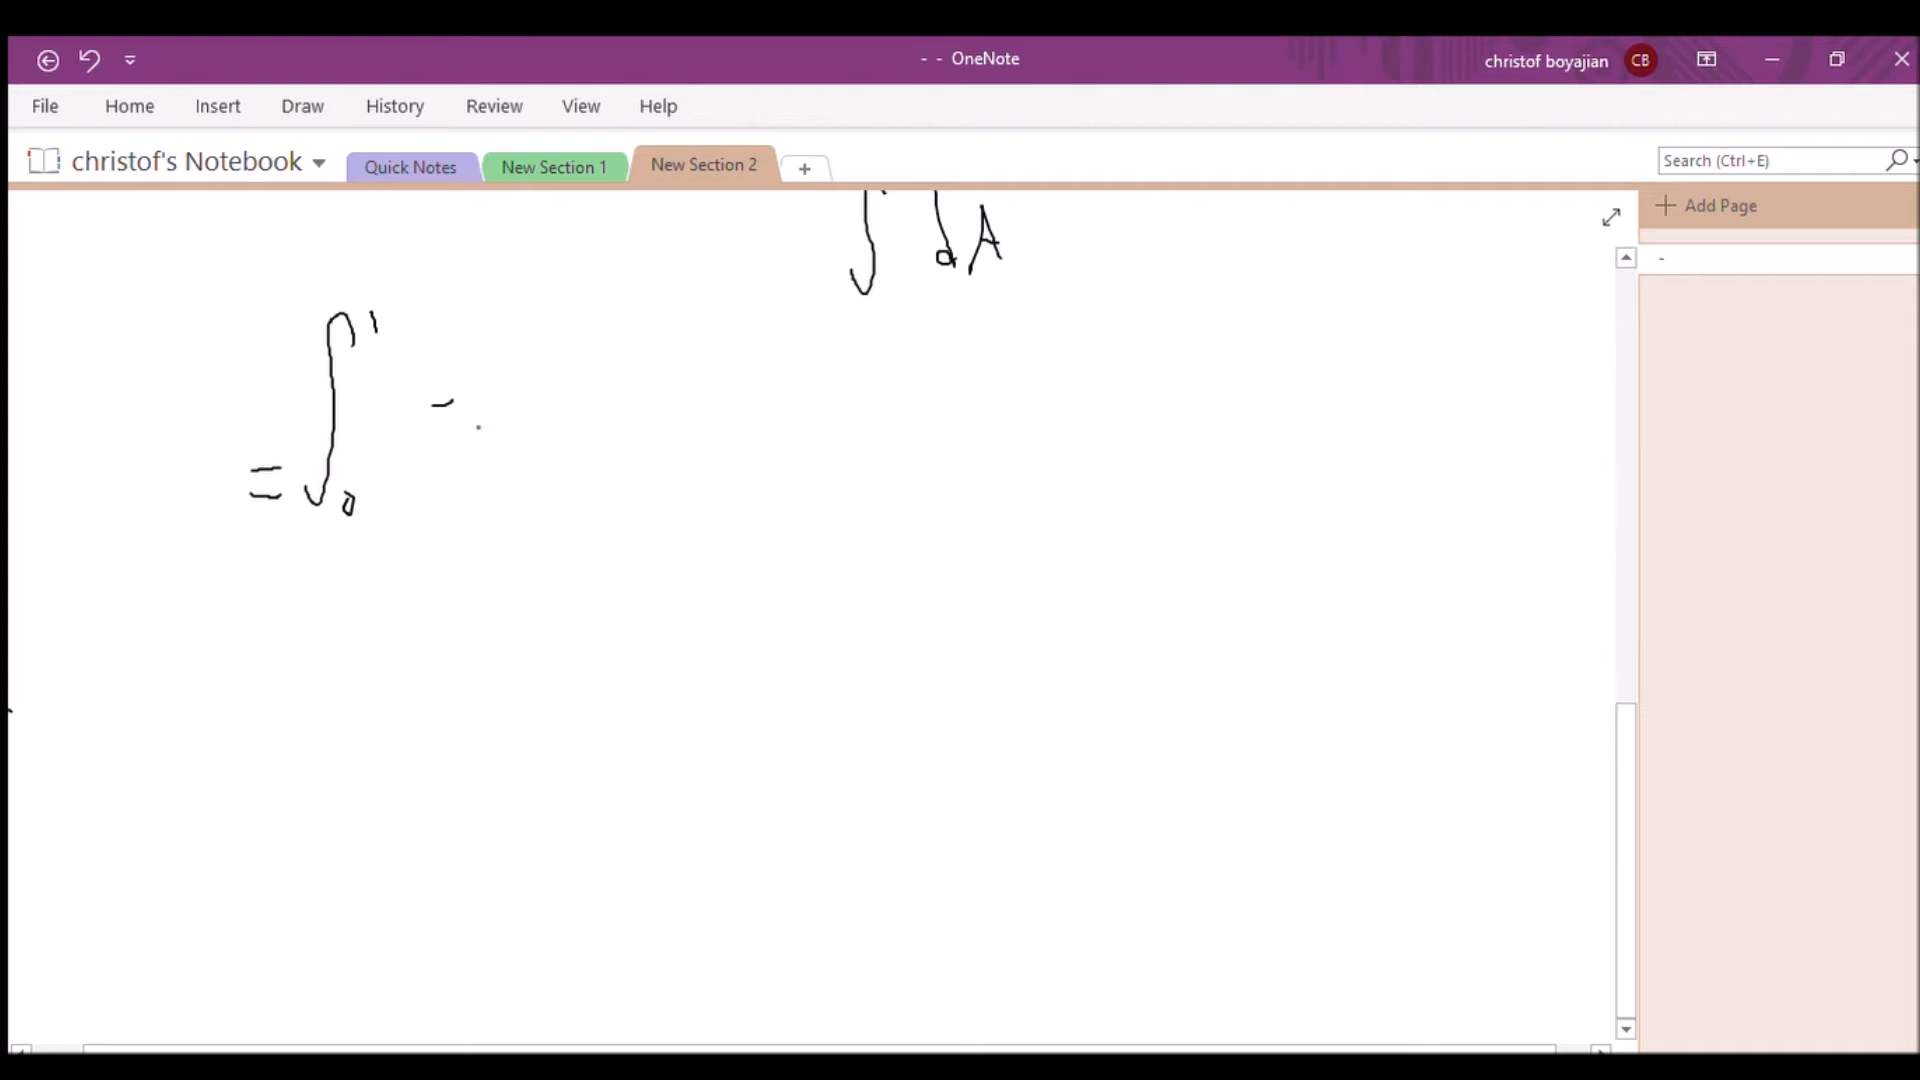 - - OneNote
christof boyajian CB
File Home Insert Draw History Review View Help
christof's Notebook Quick Notes New Section 1 New Section 2 +
Search (Ctrl+E)
+ Add Page
-
∫ dA
= ∫₀¹ -